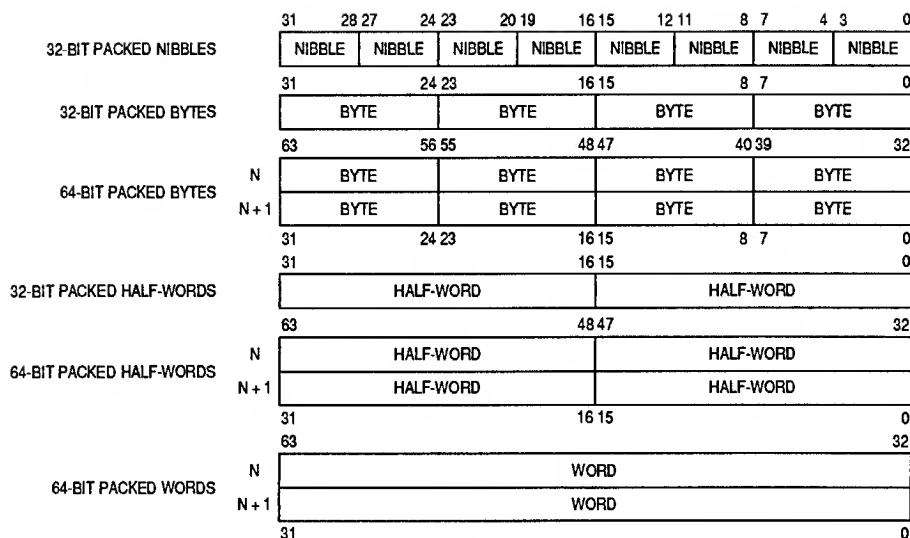 31 28 27 24 23 20 19 16 15 12 11 8 7 4 3 0
32-BIT PACKED NIBBLES NIBBLE NIBBLE NIBBLE NIBBLE NIBBLE NIBBLE NIBBLE NIBBLE
31 24 23 16 15 8 7 0
32-BIT PACKED BYTES BYTE BYTE BYTE BYTE
63 56 55 48 47 40 39 32
N BYTE BYTE BYTE BYTE
64-BIT PACKED BYTES
N + 1 BYTE BYTE BYTE BYTE
31 24 23 16 15 8 7 0
31 16 15 0
32-BIT PACKED HALF-WORDS HALF-WORD HALF-WORD
63 48 47 32
N HALF-WORD HALF-WORD
64-BIT PACKED HALF-WORDS
N + 1 HALF-WORD HALF-WORD
31 16 15 0
63 32
N WORD
64-BIT PACKED WORDS
N + 1 WORD
31 0